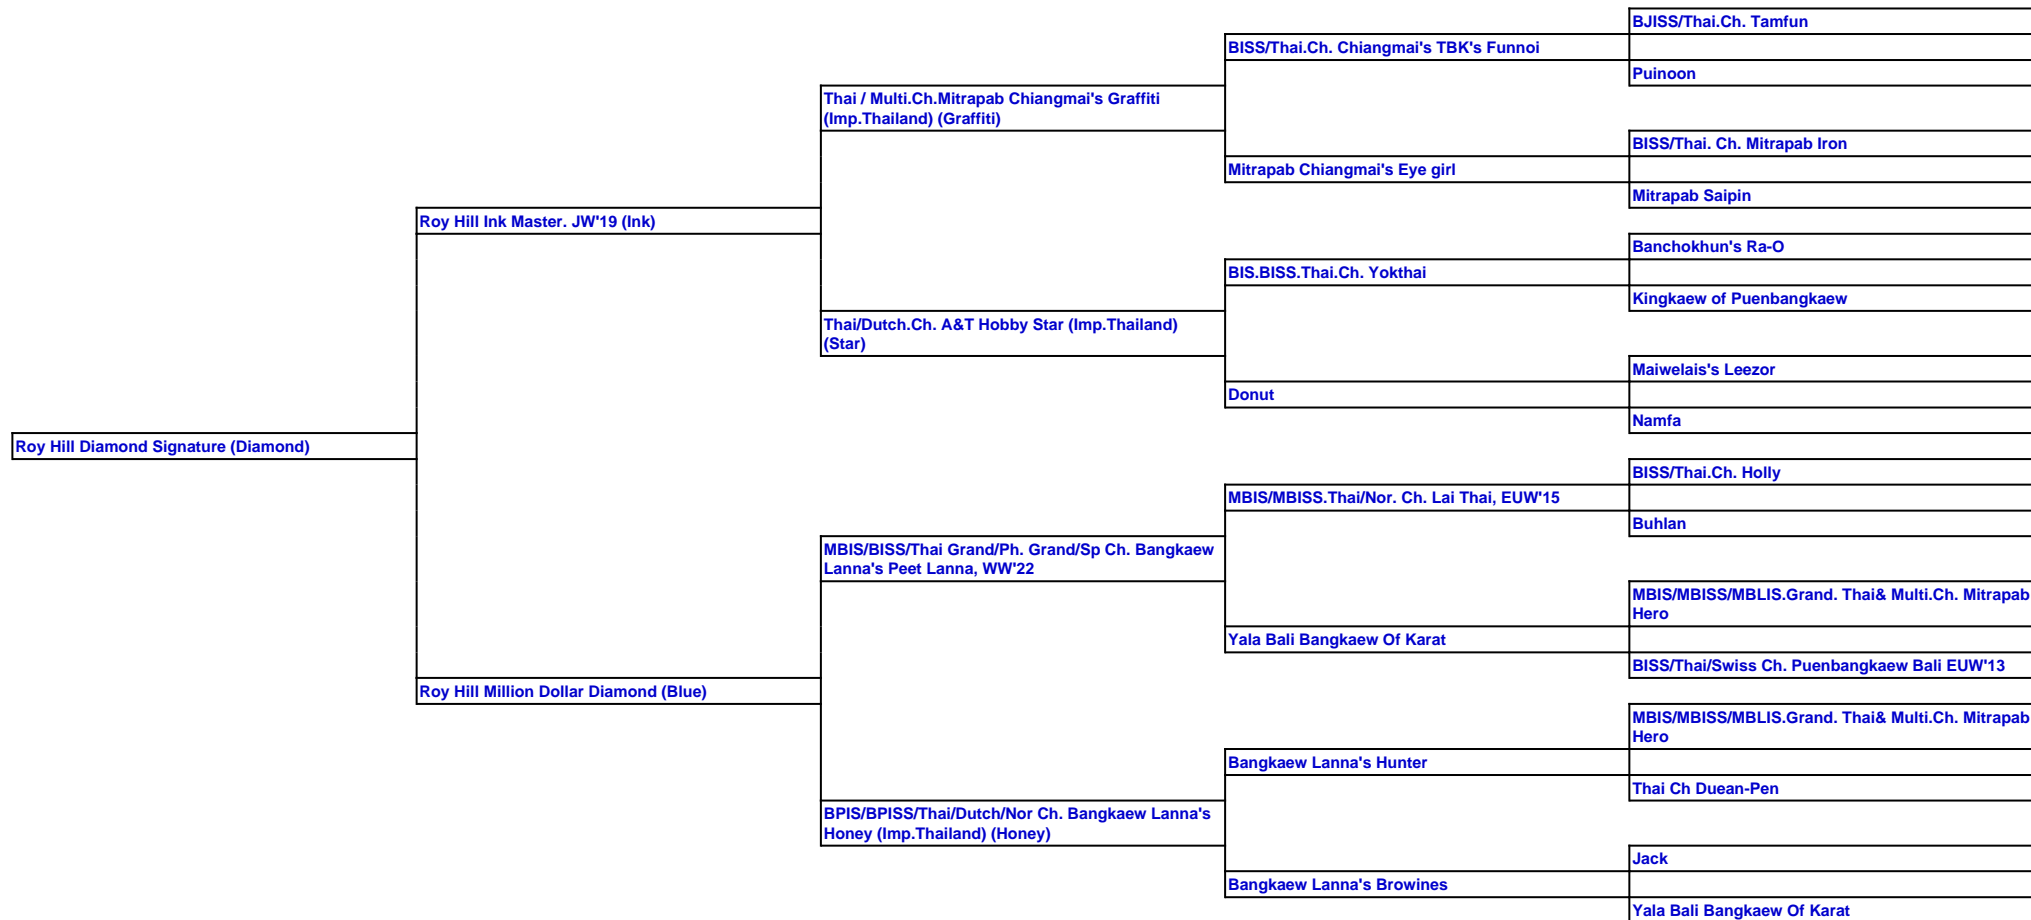 BJISS/Thai.Ch. Tamfun
BISS/Thai.Ch. Chiangmai's TBK's Funnoi
Puinoon
Thai / Multi.Ch.Mitrapab Chiangmai's Graffiti
(Imp.Thailand) (Graffiti)
BISS/Thai. Ch. Mitrapab Iron
Mitrapab Chiangmai's Eye girl
Mitrapab Saipin
Roy Hill Ink Master. JW'19 (Ink)
Banchokhun's Ra-O
BIS.BISS.Thai.Ch. Yokthai
Kingkaew of Puenbangkaew
Thai/Dutch.Ch. A&T Hobby Star (Imp.Thailand)
(Star)
Maiwelais's Leezor
Donut
Namfa
Roy Hill Diamond Signature (Diamond)
BISS/Thai.Ch. Holly
MBIS/MBISS.Thai/Nor. Ch. Lai Thai, EUW'15
Buhlan
MBIS/BISS/Thai Grand/Ph. Grand/Sp Ch. Bangkaew
Lanna's Peet Lanna, WW'22
MBIS/MBISS/MBLIS.Grand. Thai& Multi.Ch. Mitrapab
Hero
Yala Bali Bangkaew Of Karat
BISS/Thai/Swiss Ch. Puenbangkaew Bali EUW'13
Roy Hill Million Dollar Diamond (Blue)
MBIS/MBISS/MBLIS.Grand. Thai& Multi.Ch. Mitrapab
Hero
Bangkaew Lanna's Hunter
Thai Ch Duean-Pen
BPIS/BPISS/Thai/Dutch/Nor Ch. Bangkaew Lanna's
Honey (Imp.Thailand) (Honey)
Jack
Bangkaew Lanna's Browines
Yala Bali Bangkaew Of Karat